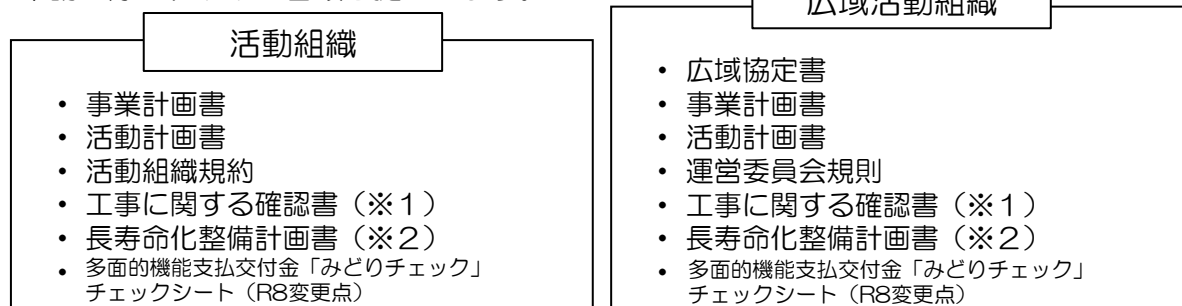 活動組織
・ 事業計画書
・ 活動計画書
・ 活動組織規約
・ 工事に関する確認書（※１）
・ 長寿命化整備計画書（※２）
・ 多面的機能支払交付金「みどりチェック」
チェックシート（R8変更点）
広域活動組織
・ 広域協定書
・ 事業計画書
・ 活動計画書
・ 運営委員会規則
・ 工事に関する確認書（※１）
・ 長寿命化整備計画書（※２）
・ 多面的機能支払交付金「みどりチェック」
チェックシート（R8変更点）